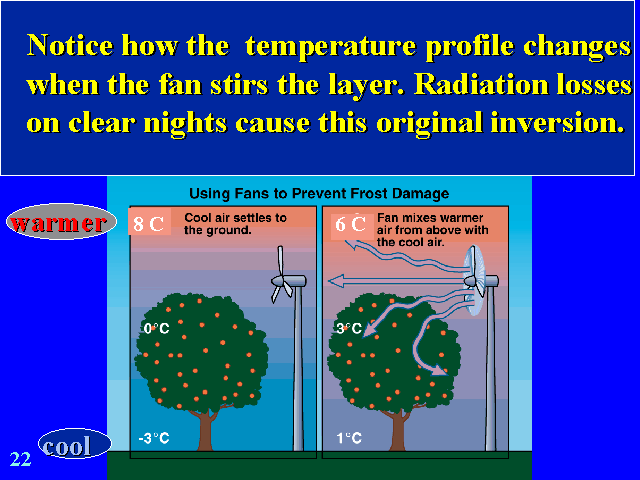 Notice how the temperature profile changes
when the fan stirs the layer. Radiation losses
on clear nights cause this original inversion.
Using Fans to Prevent Frost Damage
warmer
8 C
Cool air settles to
the ground.
6 C
Fan mixes warmer
air from above with
the cool air.
0°C
3°C
-3°C
1°C
cool
22